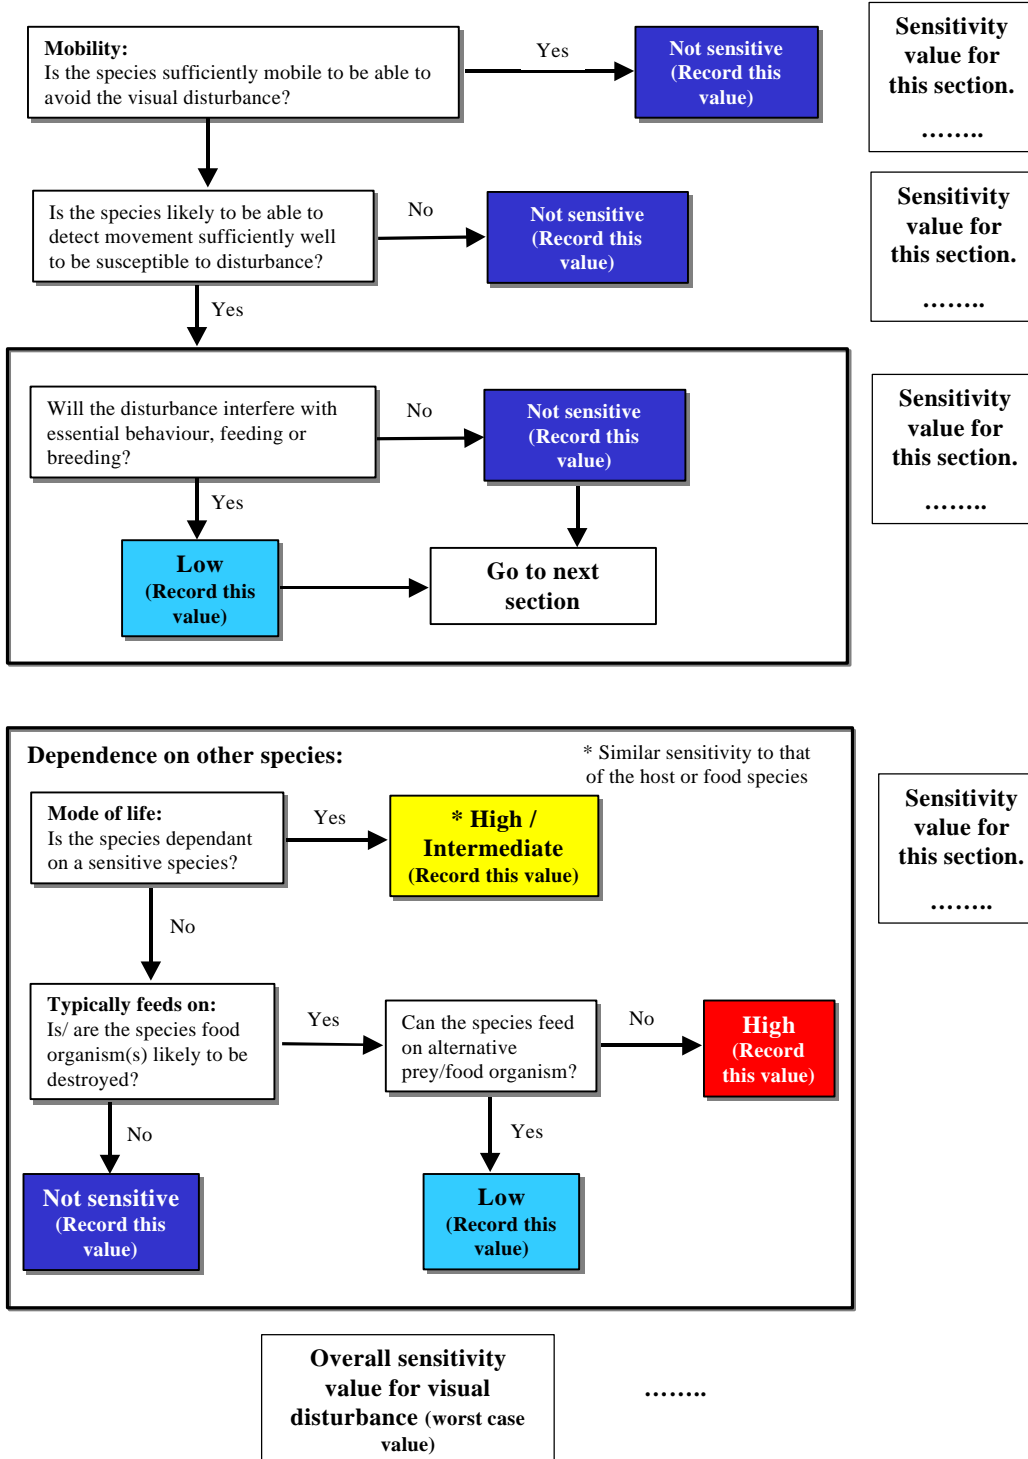 Mobility:
Is the species sufficiently mobile to be able to
avoid the visual disturbance?
Yes
Not sensitive
(Record this
value)
Sensitivity
value for
this section.
……..
Is the species likely to be able to
detect movement sufficiently well
to be susceptible to disturbance?
No
Not sensitive
(Record this
value)
Sensitivity
value for
this section.
……..
Yes
Will the disturbance interfere with
essential behaviour, feeding or
breeding?
No
Not sensitive
(Record this
value)
Sensitivity
value for
this section.
……..
Yes
Low
(Record this
value)
Go to next
section
Dependence on other species:
* Similar sensitivity to that
of the host or food species
Mode of life:
Is the species dependant
on a sensitive species?
Yes
* High /
Intermediate
(Record this value)
Sensitivity
value for
this section.
……..
No
Typically feeds on:
Is/ are the species food
organism(s) likely to be
destroyed?
Yes
Can the species feed
on alternative
prey/food organism?
No
High
(Record
this value)
No
Not sensitive
(Record this
value)
Yes
Low
(Record this
value)
Overall sensitivity
value for visual
disturbance (worst case
value)
……..